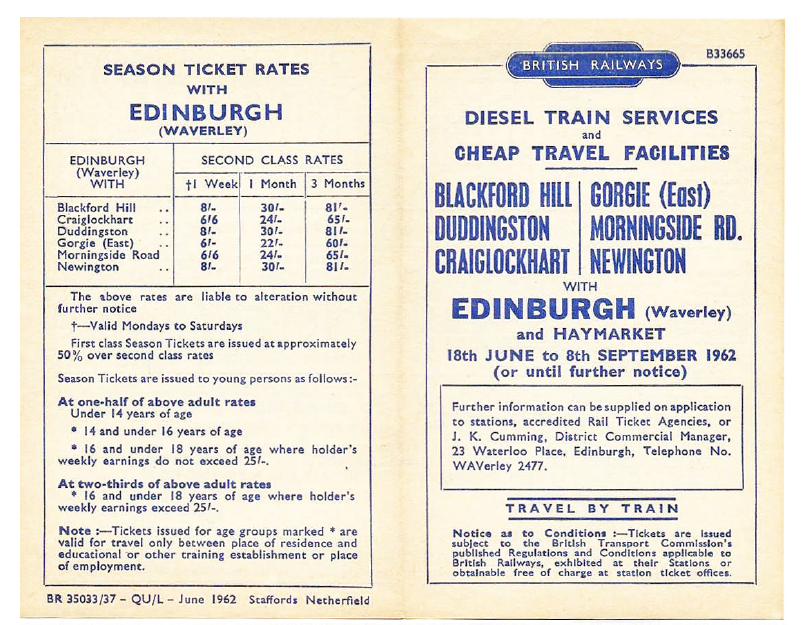 SEASON TICKET RATES
WITH
EDINBURGH
(WAVERLEY)
EDINBURGH (Waverley) WITH | SECOND CLASS RATES
†1 Week | 1 Month | 3 Months
Blackford Hill .. 8/- 30/- 81/-
Craiglockhart .. 6/6 24/- 65/-
Duddingston .. 8/- 30/- 81/-
Gorgie (East) .. 6/- 22/- 60/-
Morningside Road 6/6 24/- 65/-
Newington .. 8/- 30/- 81/-
The above rates are liable to alteration without
further notice
†—Valid Mondays to Saturdays
First class Season Tickets are issued at approximately
50% over second class rates
Season Tickets are issued to young persons as follows:-
At one-half of above adult rates
Under 14 years of age
* 14 and under 16 years of age
* 16 and under 18 years of age where holder's
weekly earnings do not exceed 25/-.
At two-thirds of above adult rates
* 16 and under 18 years of age where holder's
weekly earnings exceed 25/-.
Note :—Tickets issued for age groups marked * are
valid for travel only between place of residence and
educational or other training establishment or place
of employment.
BR 35033/37 – QU/L – June 1962 Staffords Netherfield
B33665
BRITISH RAILWAYS
DIESEL TRAIN SERVICES
and
CHEAP TRAVEL FACILITIES
BLACKFORD HILL | GORGIE (East)
DUDDINGSTON | MORNINGSIDE RD.
CRAIGLOCKHART | NEWINGTON
WITH
EDINBURGH (Waverley)
and HAYMARKET
18th JUNE to 8th SEPTEMBER 1962
(or until further notice)
Further information can be supplied on application
to stations, accredited Rail Ticket Agencies, or
J. K. Cumming, District Commercial Manager,
23 Waterloo Place, Edinburgh, Telephone No.
WAVerley 2477.
TRAVEL BY TRAIN
Notice as to Conditions :—Tickets are issued
subject to the British Transport Commission's
published Regulations and Conditions applicable to
British Railways, exhibited at their Stations or
obtainable free of charge at station ticket offices.